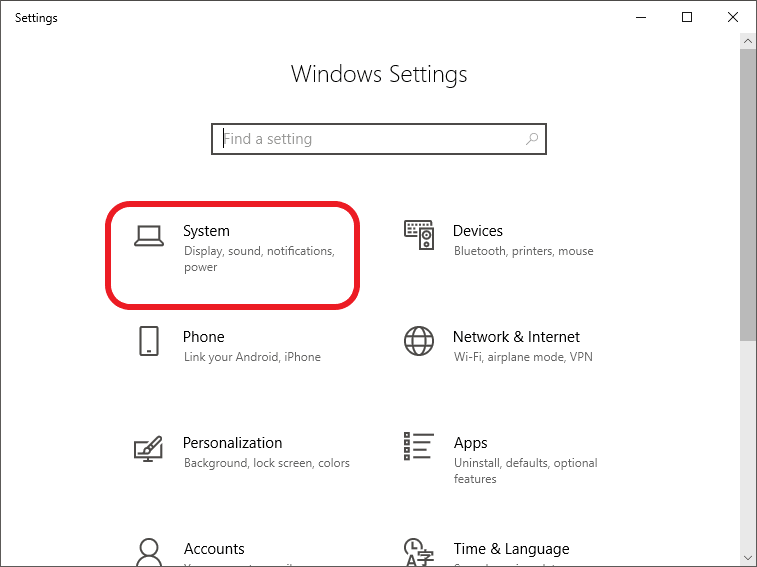 Settings
Windows Settings
Find a setting
System
Display, sound, notifications,
power
Devices
Bluetooth, printers, mouse
Phone
Link your Android, iPhone
Network & Internet
Wi-Fi, airplane mode, VPN
Personalization
Background, lock screen, colors
Apps
Uninstall, defaults, optional
features
Accounts
Time & Language